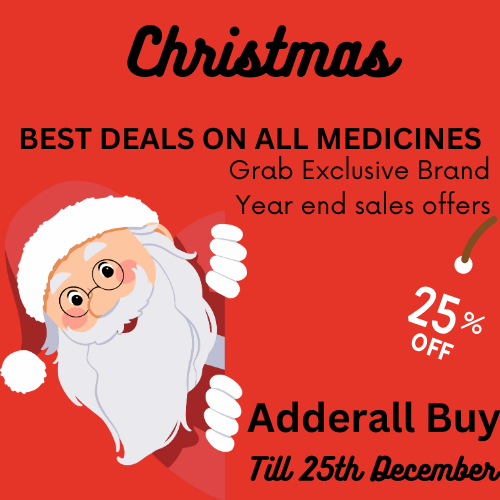 Christmas
BEST DEALS ON ALL MEDICINES
Grab Exclusive Brand
Year end sales offers
25%
OFF
Adderall Buy
Till 25th December